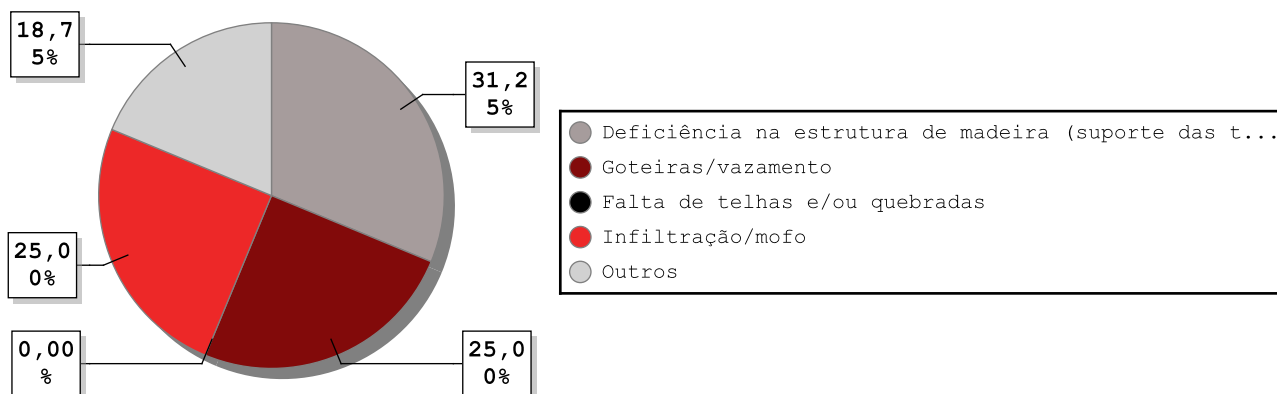 18,7
5%
31,2
5%
25,0
0%
0,00
%
25,0
0%
Deficiência na estrutura de madeira (suporte das t...
Goteiras/vazamento
Falta de telhas e/ou quebradas
Infiltração/mofo
Outros